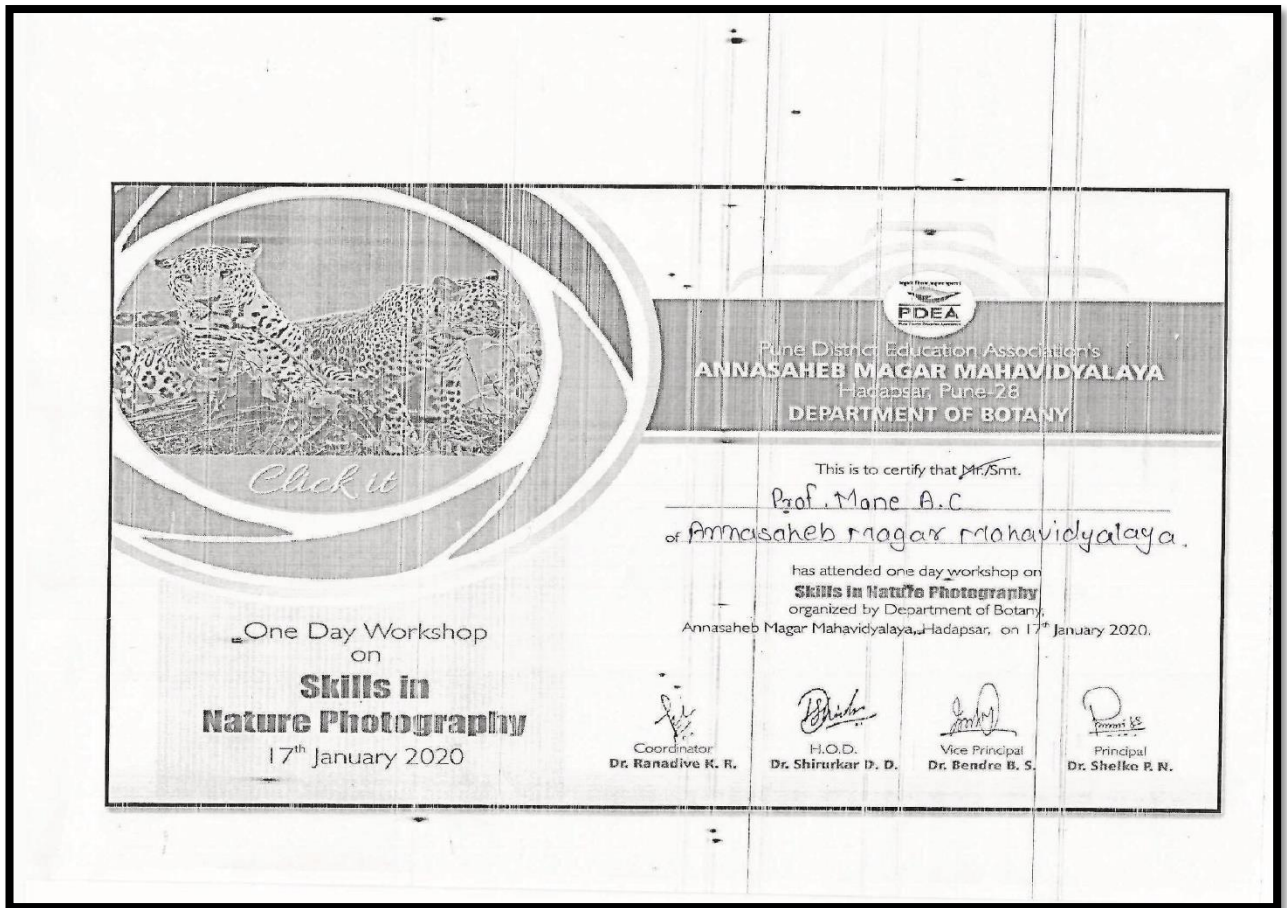 Click it
One Day Workshop
on
Skills in
Nature Photography
17th January 2020
PDEA
Pune District Education Association's
ANNASAHEB MAGAR MAHAVIDYALAYA
Hadapsar, Pune-28
DEPARTMENT OF BOTANY
This is to certify that Mr./Smt.
Prof. Mane A.C
of Annasaheb Magar Mahavidyalaya.
has attended one day workshop on
Skills in Nature Photography
organized by Department of Botany,
Annasaheb Magar Mahavidyalaya, Hadapsar, on 17th January 2020.
Coordinator
Dr. Ranadive K. R.
H.O.D.
Dr. Shirurkar D. D.
Vice Principal
Dr. Bendre B. S.
Principal
Dr. Shelke P. N.